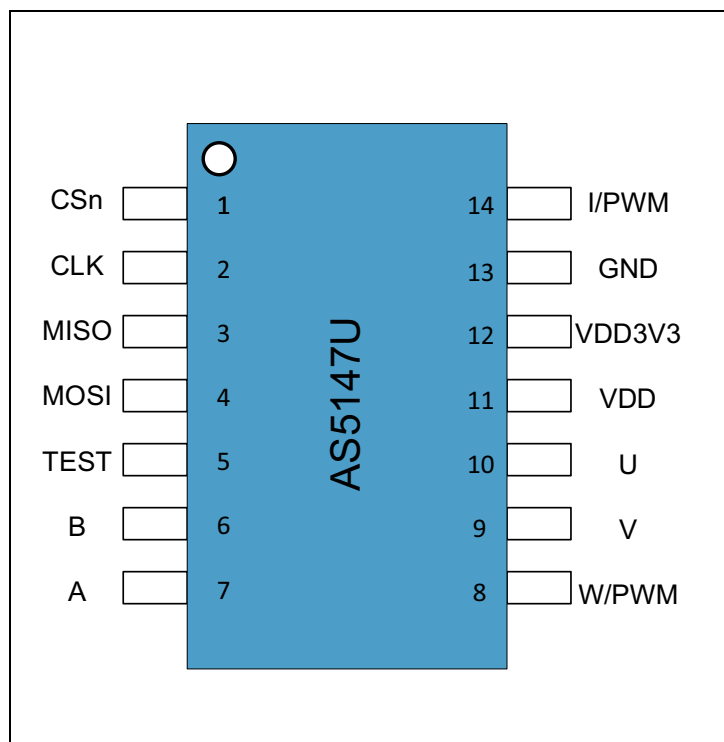 CSn 1 14 I/PWM
CLK 2 13 GND
MISO 3 12 VDD3V3
MOSI 4 11 VDD
TEST 5 10 U
B 6 9 V
A 7 8 W/PWM
AS5147U